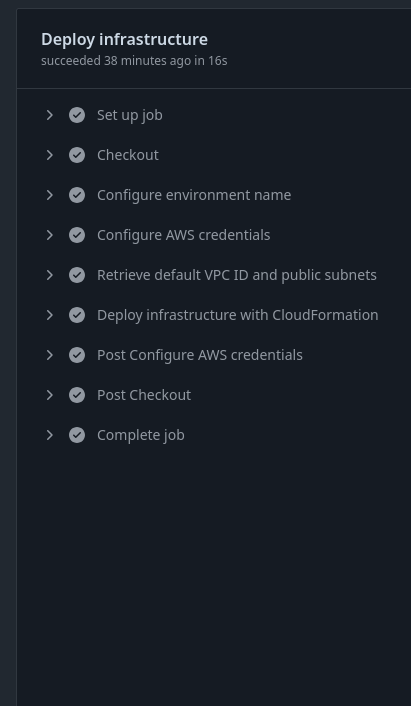 Deploy infrastructure
succeeded 38 minutes ago in 16s
Set up job
Checkout
Configure environment name
Configure AWS credentials
Retrieve default VPC ID and public subnets
Deploy infrastructure with CloudFormation
Post Configure AWS credentials
Post Checkout
Complete job